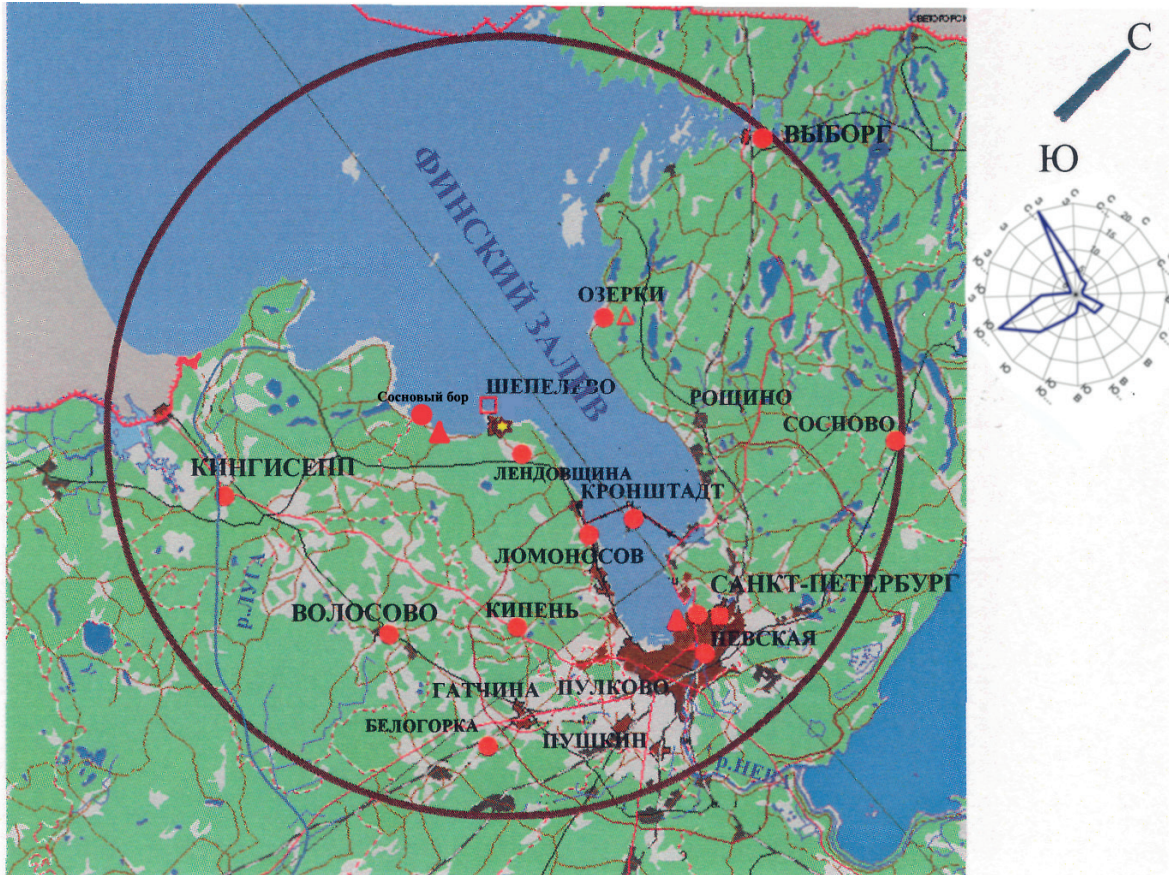 СВЕТОГОРСК
С
ВЫБОРГ
Ю
ФИНСКИЙ ЗАЛИВ
ОЗЕРКИ
ШЕПЕЛЕВО
Сосновый бор
РОЩИНО
СОСНОВО
КИНГИСЕПП
ЛЕНДОВЩИНА
КРОНШТАДТ
ЛОМОНОСОВ
р.ЛУГА
САНКТ-ПЕТЕРБУРГ
ВОЛОСОВО
КИПЕНЬ
НЕВСКАЯ
ГАТЧИНА
ПУЛКОВО
БЕЛОГОРКА
ПУШКИН
р.НЕВА